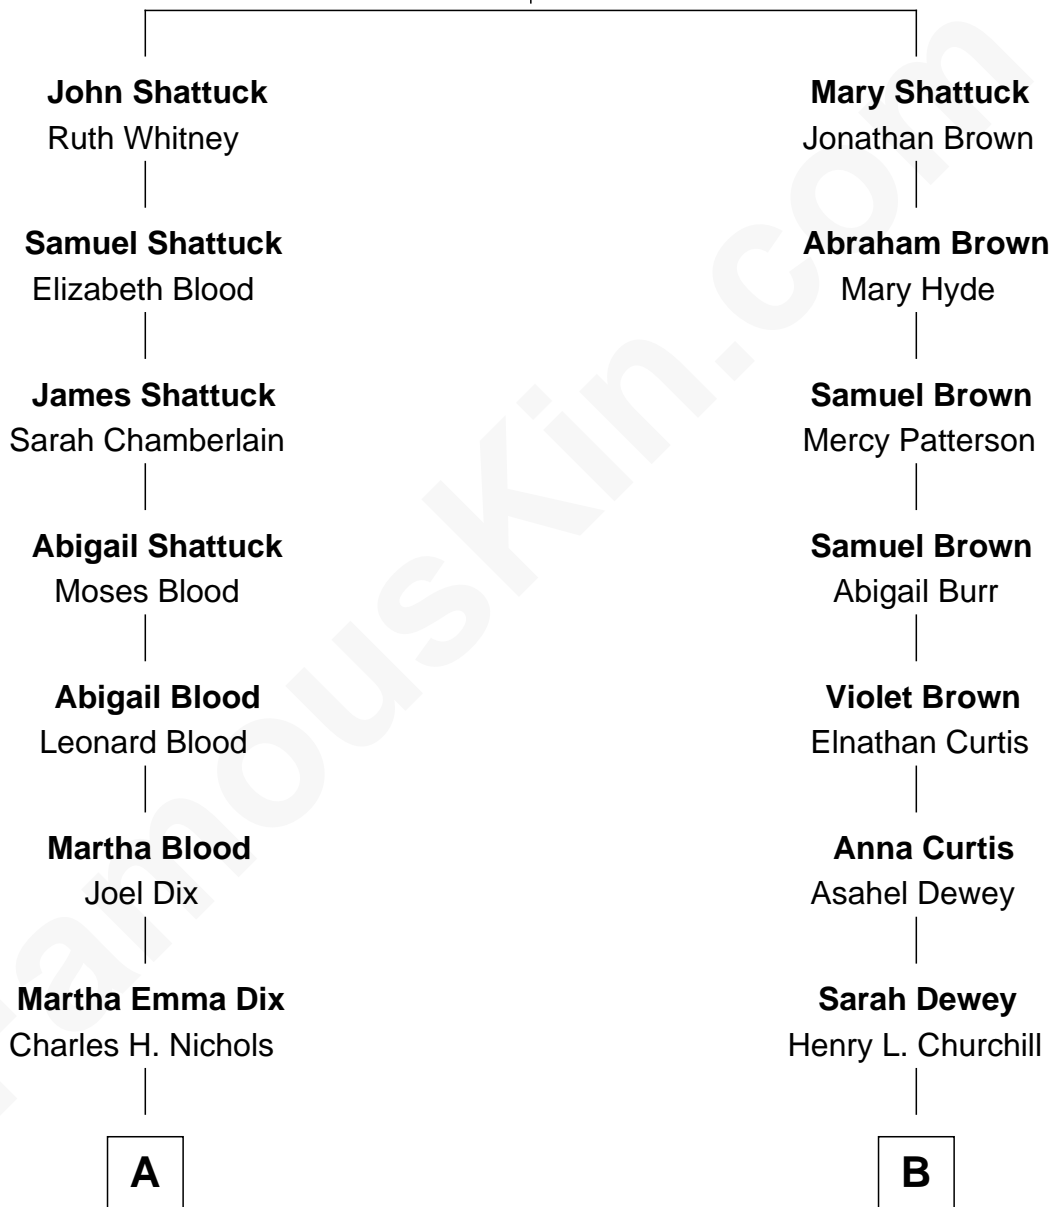 John Shattuck
Ruth Whitney
Samuel Shattuck
Elizabeth Blood
James Shattuck
Sarah Chamberlain
Abigail Shattuck
Moses Blood
Abigail Blood
Leonard Blood
Martha Blood
Joel Dix
Martha Emma Dix
Charles H. Nichols
A
Mary Shattuck
Jonathan Brown
Abraham Brown
Mary Hyde
Samuel Brown
Mercy Patterson
Samuel Brown
Abigail Burr
Violet Brown
Elnathan Curtis
Anna Curtis
Asahel Dewey
Sarah Dewey
Henry L. Churchill
B
FamousKin.com